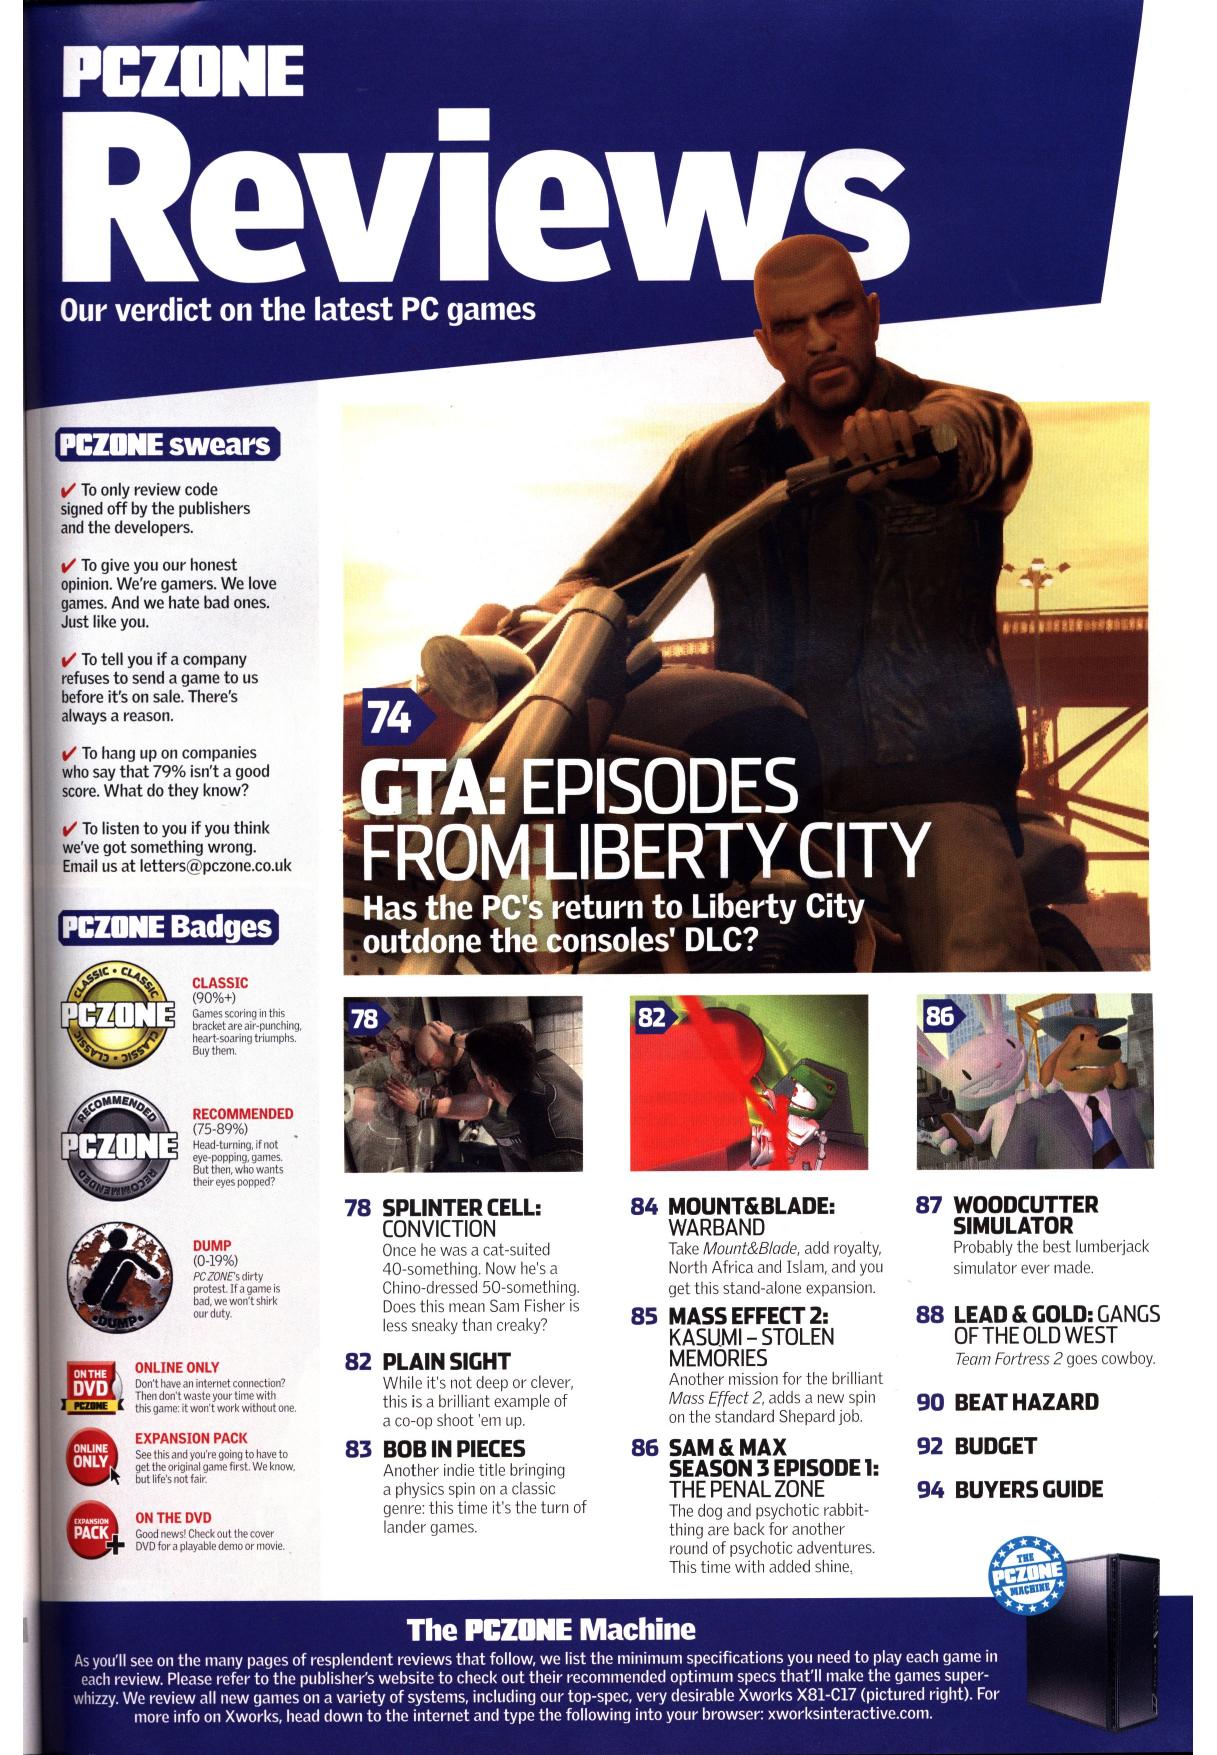 PCZONE
Reviews
Our verdict on the latest PC games
PCZONE swears
✔ To only review code
signed off by the publishers
and the developers.
✔ To give you our honest
opinion. We're gamers. We love
games. And we hate bad ones.
Just like you.
✔ To tell you if a company
refuses to send a game to us
before it's on sale. There's
always a reason.
✔ To hang up on companies
who say that 79% isn't a good
score. What do they know?
✔ To listen to you if you think
we've got something wrong.
Email us at letters@pczone.co.uk
PCZONE Badges
CLASSIC • CLASSIC
PCZONE
CLASSIC • CLASSIC
CLASSIC
(90%+)
Games scoring in this
bracket are air-punching,
heart-soaring triumphs.
Buy them.
RECOMMENDED
PCZONE
RECOMMENDED
RECOMMENDED
(75-89%)
Head-turning, if not
eye-popping, games.
But then, who wants
their eyes popped?
•DUMP•
DUMP
(0-19%)
PC ZONE's dirty
protest. If a game is
bad, we won't shirk
our duty.
ON THE
DVD
PCZONE
ONLINE ONLY
Don't have an internet connection?
Then don't waste your time with
this game: it won't work without one.
ONLINE
ONLY
EXPANSION PACK
See this and you're going to have to
get the original game first. We know,
but life's not fair.
EXPANSION
PACK+
ON THE DVD
Good news! Check out the cover
DVD for a playable demo or movie.
74
GTA: EPISODES
FROM LIBERTY CITY
Has the PC's return to Liberty City
outdone the consoles' DLC?
78
82
86
78 SPLINTER CELL:
CONVICTION
Once he was a cat-suited
40-something. Now he's a
Chino-dressed 50-something.
Does this mean Sam Fisher is
less sneaky than creaky?
82 PLAIN SIGHT
While it's not deep or clever,
this is a brilliant example of
a co-op shoot 'em up.
83 BOB IN PIECES
Another indie title bringing
a physics spin on a classic
genre: this time it's the turn of
lander games.
84 MOUNT&BLADE:
WARBAND
Take Mount&Blade, add royalty,
North Africa and Islam, and you
get this stand-alone expansion.
85 MASS EFFECT 2:
KASUMI – STOLEN
MEMORIES
Another mission for the brilliant
Mass Effect 2, adds a new spin
on the standard Shepard job.
86 SAM & MAX
SEASON 3 EPISODE 1:
THE PENAL ZONE
The dog and psychotic rabbit-
thing are back for another
round of psychotic adventures.
This time with added shine.
87 WOODCUTTER
SIMULATOR
Probably the best lumberjack
simulator ever made.
88 LEAD & GOLD: GANGS
OF THE OLD WEST
Team Fortress 2 goes cowboy.
90 BEAT HAZARD
92 BUDGET
94 BUYERS GUIDE
THE
PCZONE
MACHINE
The PCZONE Machine
As you'll see on the many pages of resplendent reviews that follow, we list the minimum specifications you need to play each game in
each review. Please refer to the publisher's website to check out their recommended optimum specs that'll make the games super-
whizzy. We review all new games on a variety of systems, including our top-spec, very desirable Xworks X81-C17 (pictured right). For
more info on Xworks, head down to the internet and type the following into your browser: xworksinteractive.com.